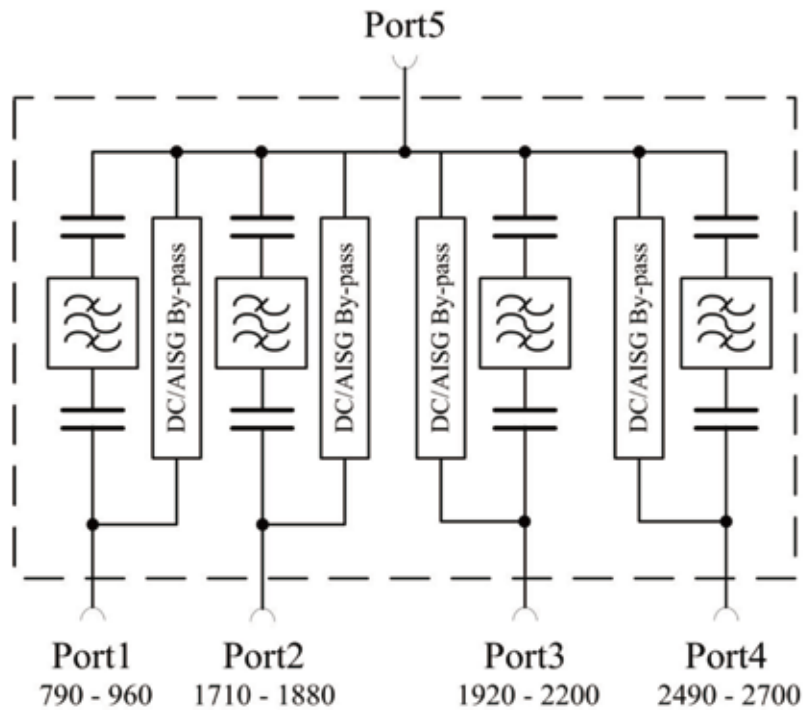 Port5
DC/AISG By-pass
DC/AISG By-pass
DC/AISG By-pass
DC/AISG By-pass
Port1
790 - 960
Port2
1710 - 1880
Port3
1920 - 2200
Port4
2490 - 2700